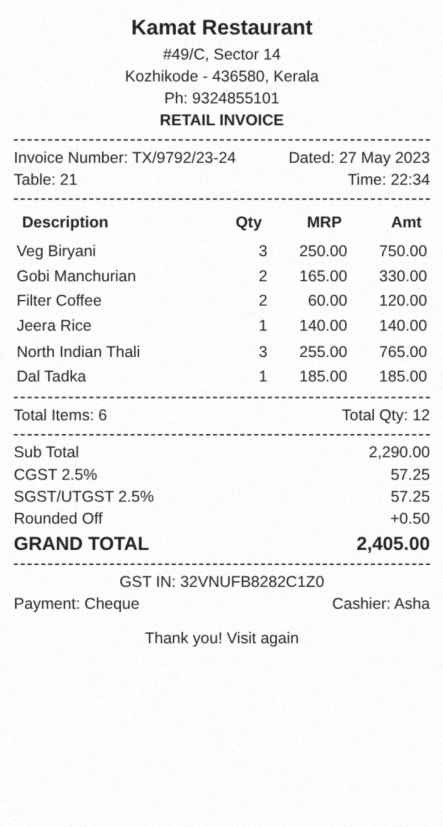 Kamat Restaurant
#49/C, Sector 14
Kozhikode - 436580, Kerala
Ph: 9324855101
RETAIL INVOICE
Invoice Number: TX/9792/23-24 Dated: 27 May 2023
Table: 21 Time: 22:34
Description Qty MRP Amt
Veg Biryani 3 250.00 750.00
Gobi Manchurian 2 165.00 330.00
Filter Coffee 2 60.00 120.00
Jeera Rice 1 140.00 140.00
North Indian Thali 3 255.00 765.00
Dal Tadka 1 185.00 185.00
Total Items: 6 Total Qty: 12
Sub Total 2,290.00
CGST 2.5% 57.25
SGST/UTGST 2.5% 57.25
Rounded Off +0.50
GRAND TOTAL 2,405.00
GST IN: 32VNUFB8282C1Z0
Payment: Cheque Cashier: Asha
Thank you! Visit again